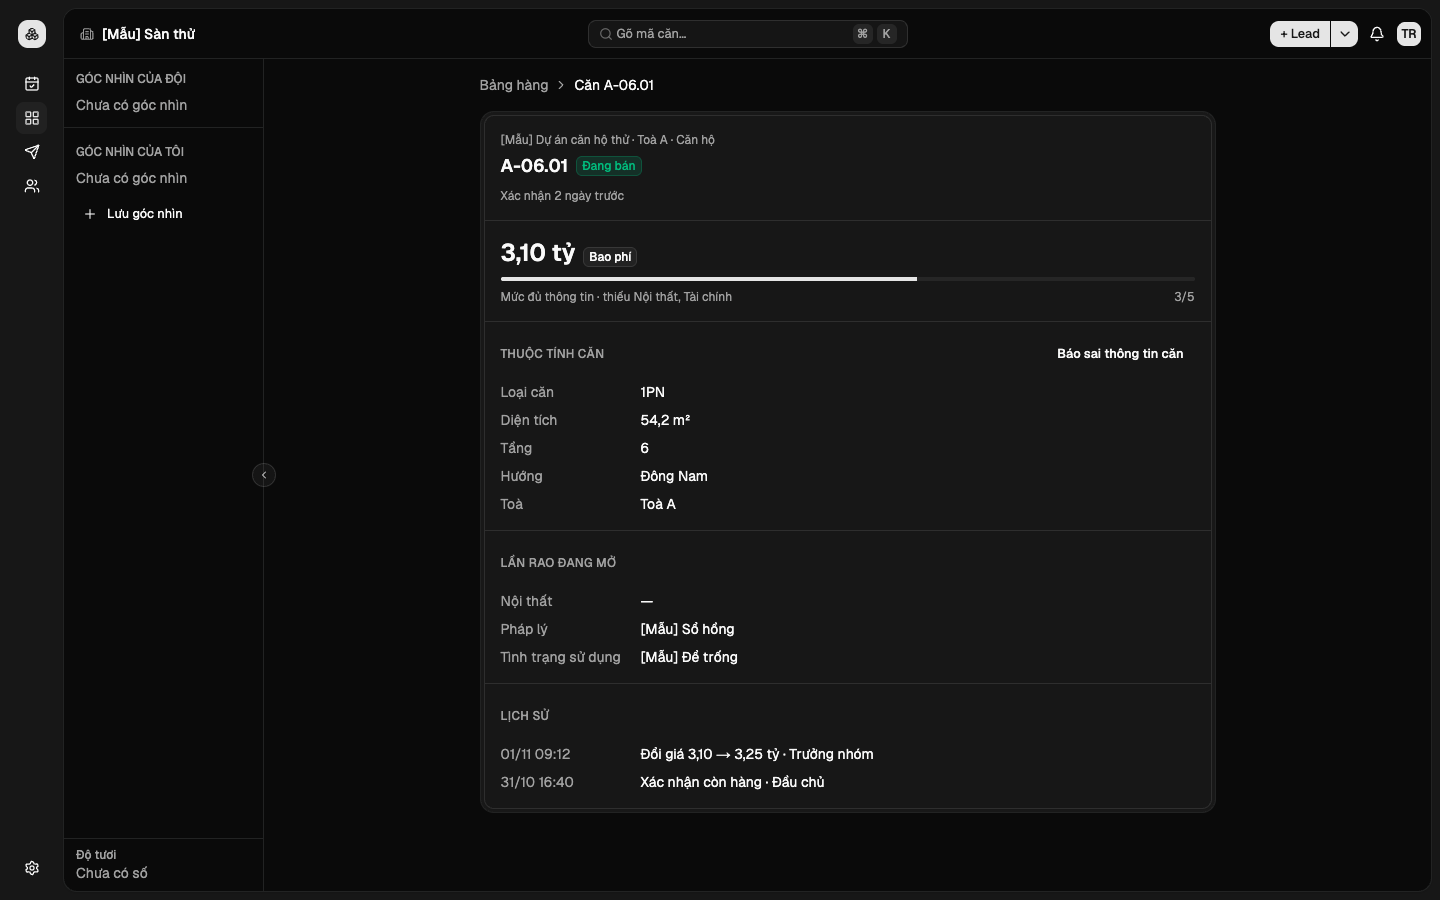 [Mẫu] Sàn thử
Gõ mã căn...
⌘ K
+ Lead
TR
GÓC NHÌN CỦA ĐỘI
Chưa có góc nhìn
GÓC NHÌN CỦA TÔI
Chưa có góc nhìn
Lưu góc nhìn
Độ tươi
Chưa có số
Bảng hàng > Căn A-06.01
[Mẫu] Dự án căn hộ thử · Toà A · Căn hộ
A-06.01 Đang bán
Xác nhận 2 ngày trước
3,10 tỷ Bao phí
Mức đủ thông tin · thiếu Nội thất, Tài chính 3/5
THUỘC TÍNH CĂN Báo sai thông tin căn
Loại căn 1PN
Diện tích 54,2 m²
Tầng 6
Hướng Đông Nam
Toà Toà A
LẦN RAO ĐANG MỞ
Nội thất —
Pháp lý [Mẫu] Sổ hồng
Tình trạng sử dụng [Mẫu] Để trống
LỊCH SỬ
01/11 09:12 Đổi giá 3,10 → 3,25 tỷ · Trưởng nhóm
31/10 16:40 Xác nhận còn hàng · Đầu chủ